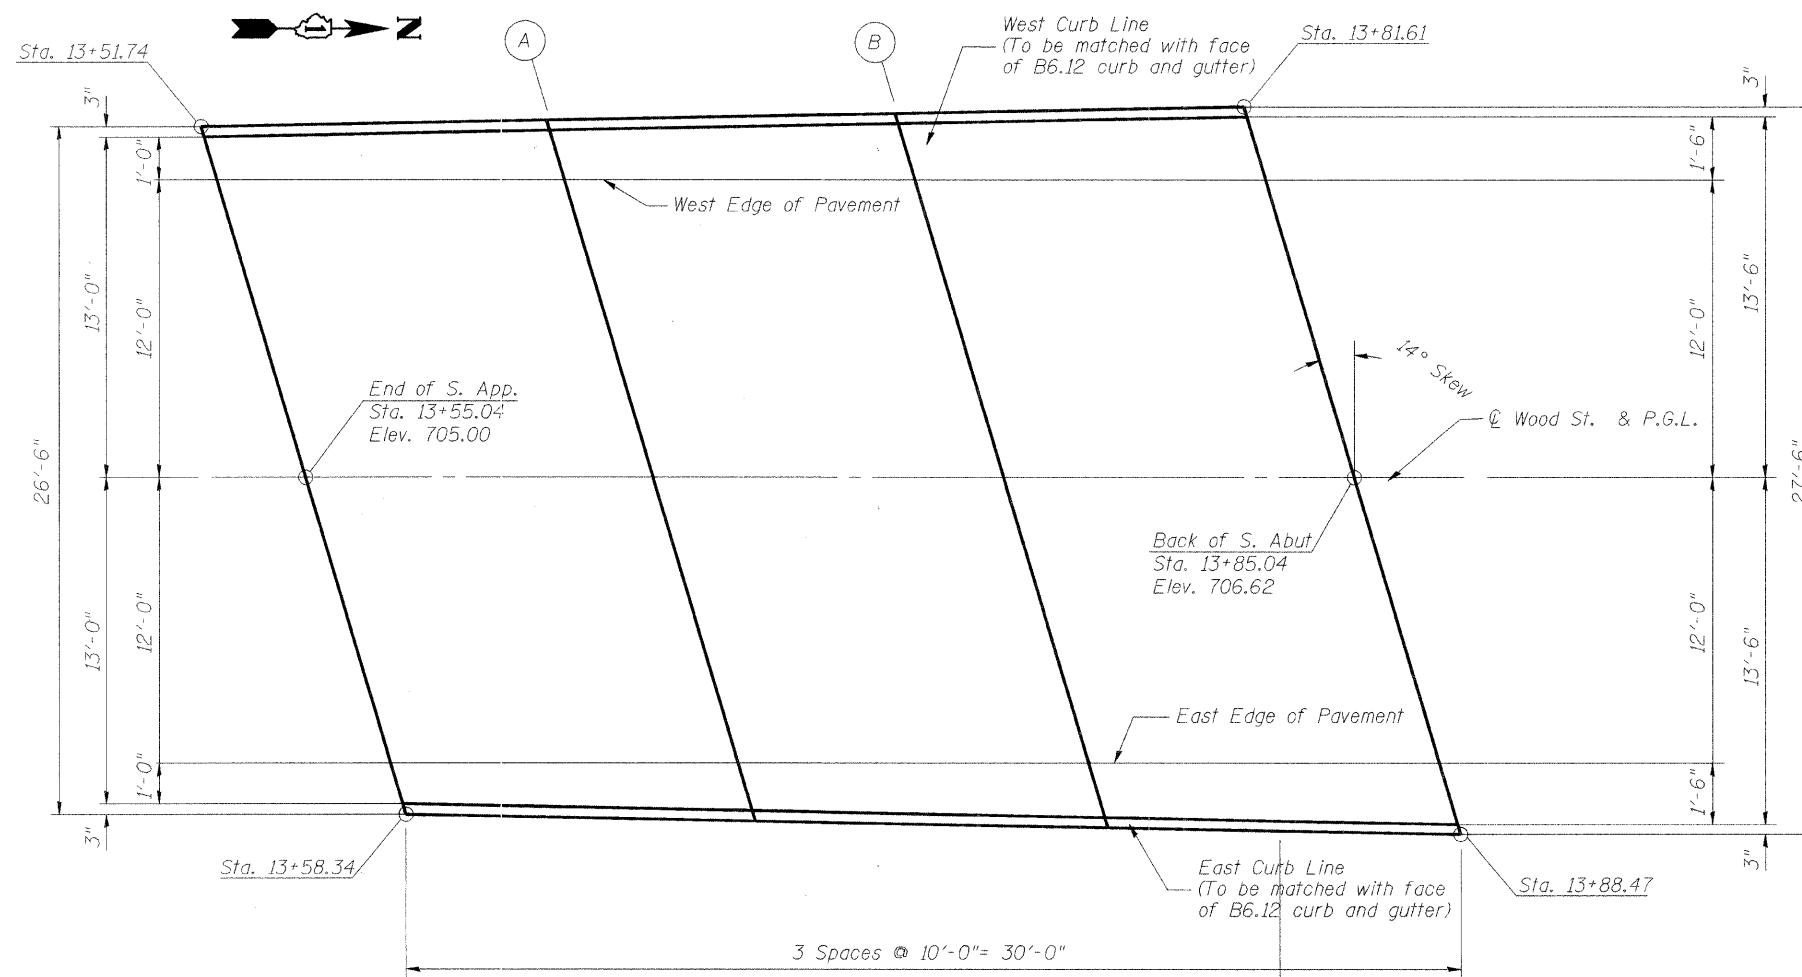 N
1
A
B
West Curb Line
(To be matched with face
of B6.12 curb and gutter)
Sta. 13+51.74
Sta. 13+81.61
3"
3"
1'-0"
1'-6"
West Edge of Pavement
13'-0"
12'-0"
12'-0"
13'-6"
14° Skew
End of S. App.
Sta. 13+55.04
Elev. 705.00
℄ Wood St. & P.G.L.
26'-6"
27'-6"
Back of S. Abut
Sta. 13+85.04
Elev. 706.62
13'-0"
12'-0"
12'-0"
13'-6"
East Edge of Pavement
1'-0"
1'-6"
3"
3"
Sta. 13+58.34
East Curb Line
(To be matched with face
of B6.12 curb and gutter)
Sta. 13+88.47
3 Spaces @ 10'-0"= 30'-0"